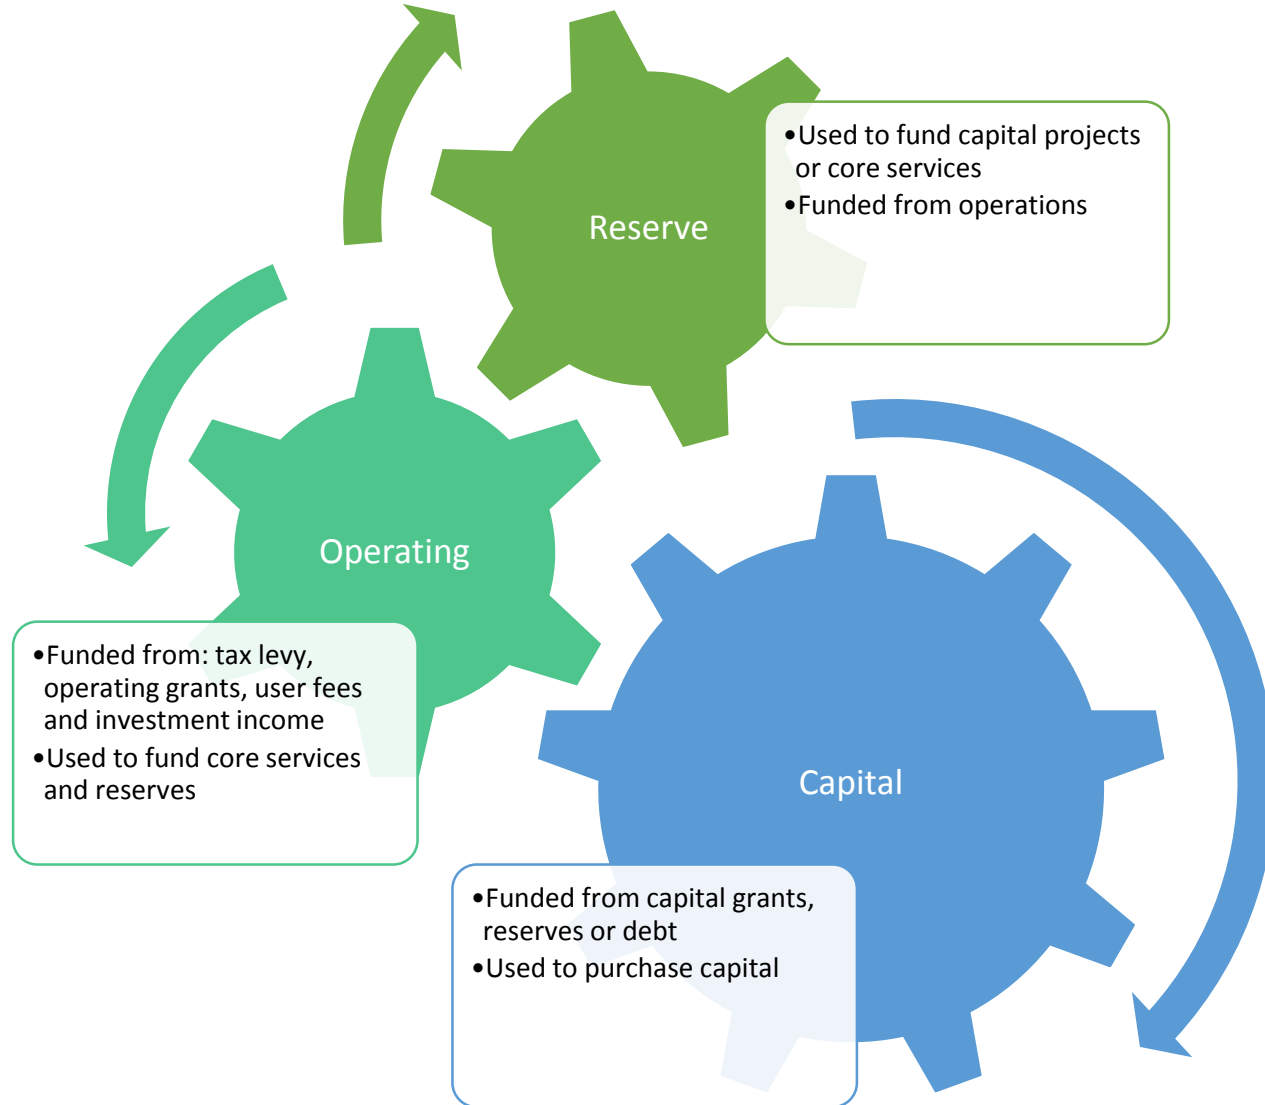 Reserve
•Used to fund capital projects
or core services
•Funded from operations
Operating
•Funded from: tax levy,
operating grants, user fees
and investment income
•Used to fund core services
and reserves
Capital
•Funded from capital grants,
reserves or debt
•Used to purchase capital